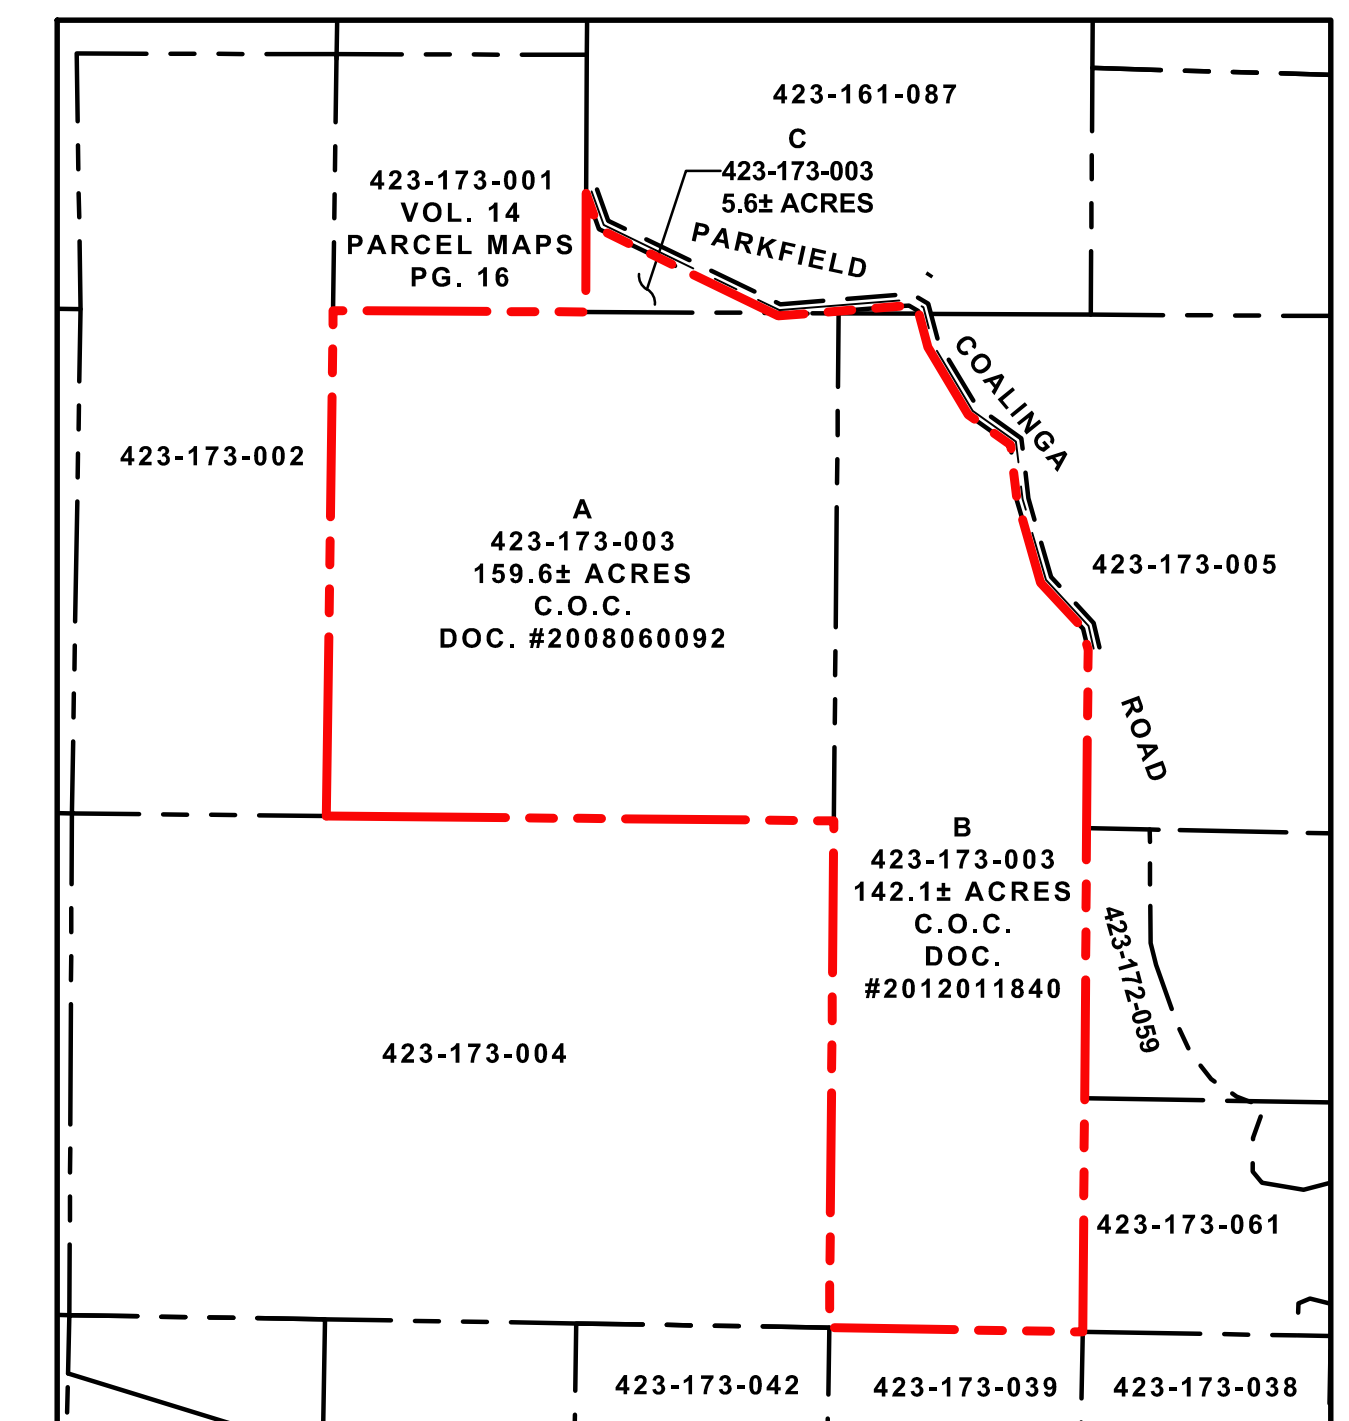 423-161-087
C
423-173-003
5.6± ACRES
423-173-001
VOL. 14
PARCEL MAPS
PG. 16
PARKFIELD
COALINGA
ROAD
423-173-002
A
423-173-003
159.6± ACRES
C.O.C.
DOC. #2008060092
423-173-005
B
423-173-003
142.1± ACRES
C.O.C.
DOC.
#2012011840
423-172-059
423-173-004
423-173-061
423-173-042
423-173-039
423-173-038